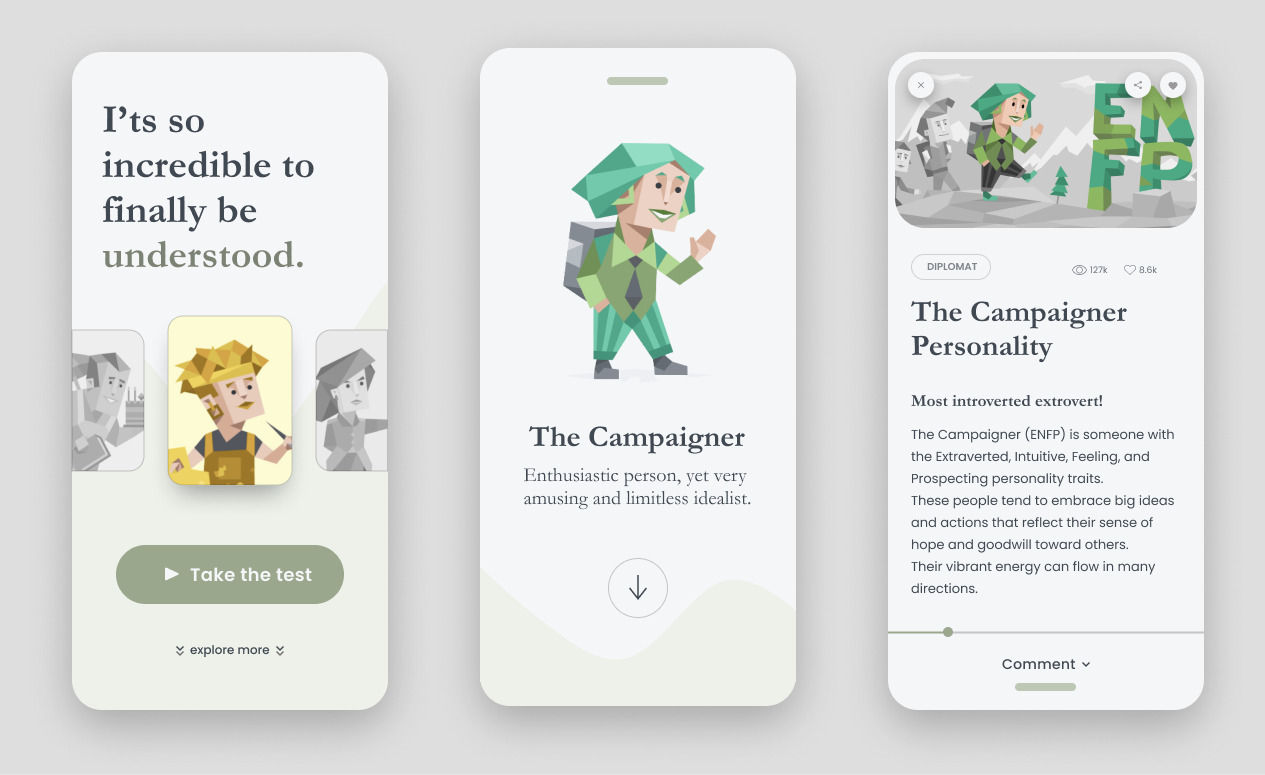 I'ts so
incredible to
finally be
understood.
Take the test
explore more
The Campaigner
Enthusiastic person, yet very
amusing and limitless idealist.
EN
FP
DIPLOMAT
127k
8.6k
The Campaigner
Personality
Most introverted extrovert!
The Campaigner (ENFP) is someone with
the Extraverted, Intuitive, Feeling, and
Prospecting personality traits.
These people tend to embrace big ideas
and actions that reflect their sense of
hope and goodwill toward others.
Their vibrant energy can flow in many
directions.
Comment